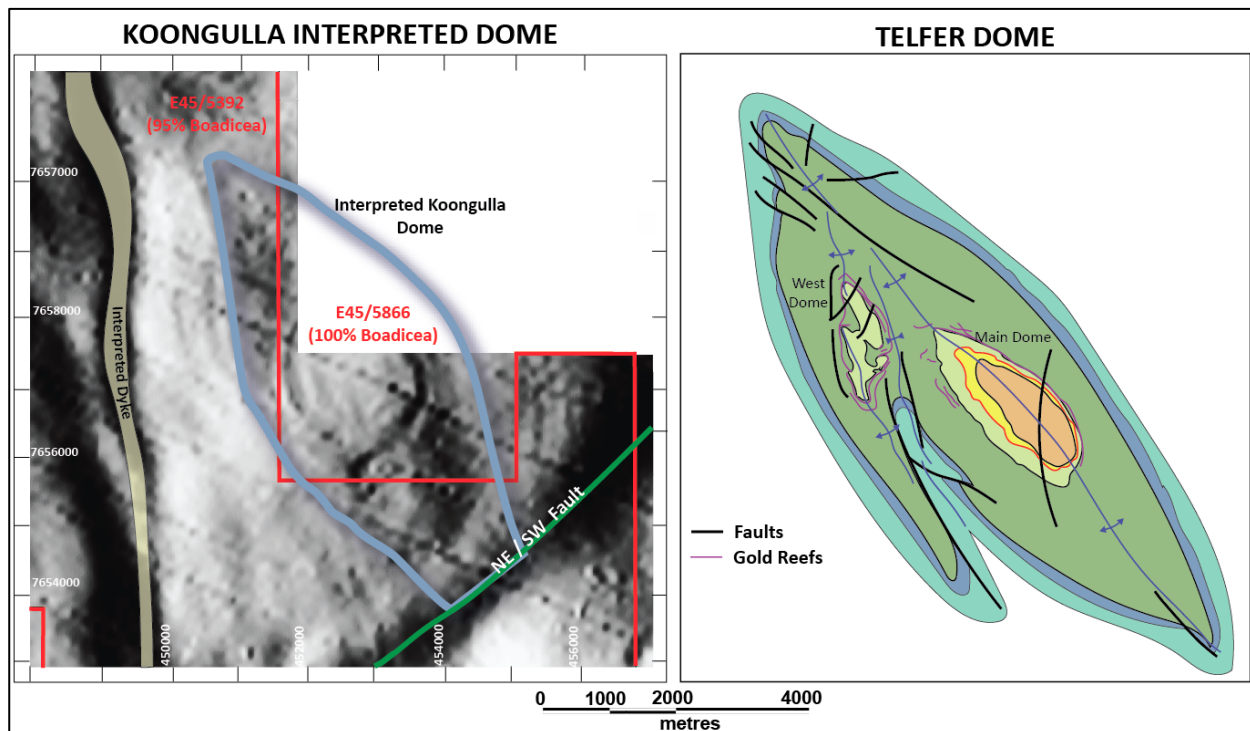 KOONGULLA INTERPRETED DOME
E45/5392
(95% Boadicea)
7657000
Interpreted Koongulla
Dome
E45/5866
(100% Boadicea)
7658000
Interpreted Dyke
7656000
NE / SW Fault
7654000
450000
452000
454000
456000
TELFER DOME
West
Dome
Main Dome
Faults
Gold Reefs
0 1000 2000 4000
metres